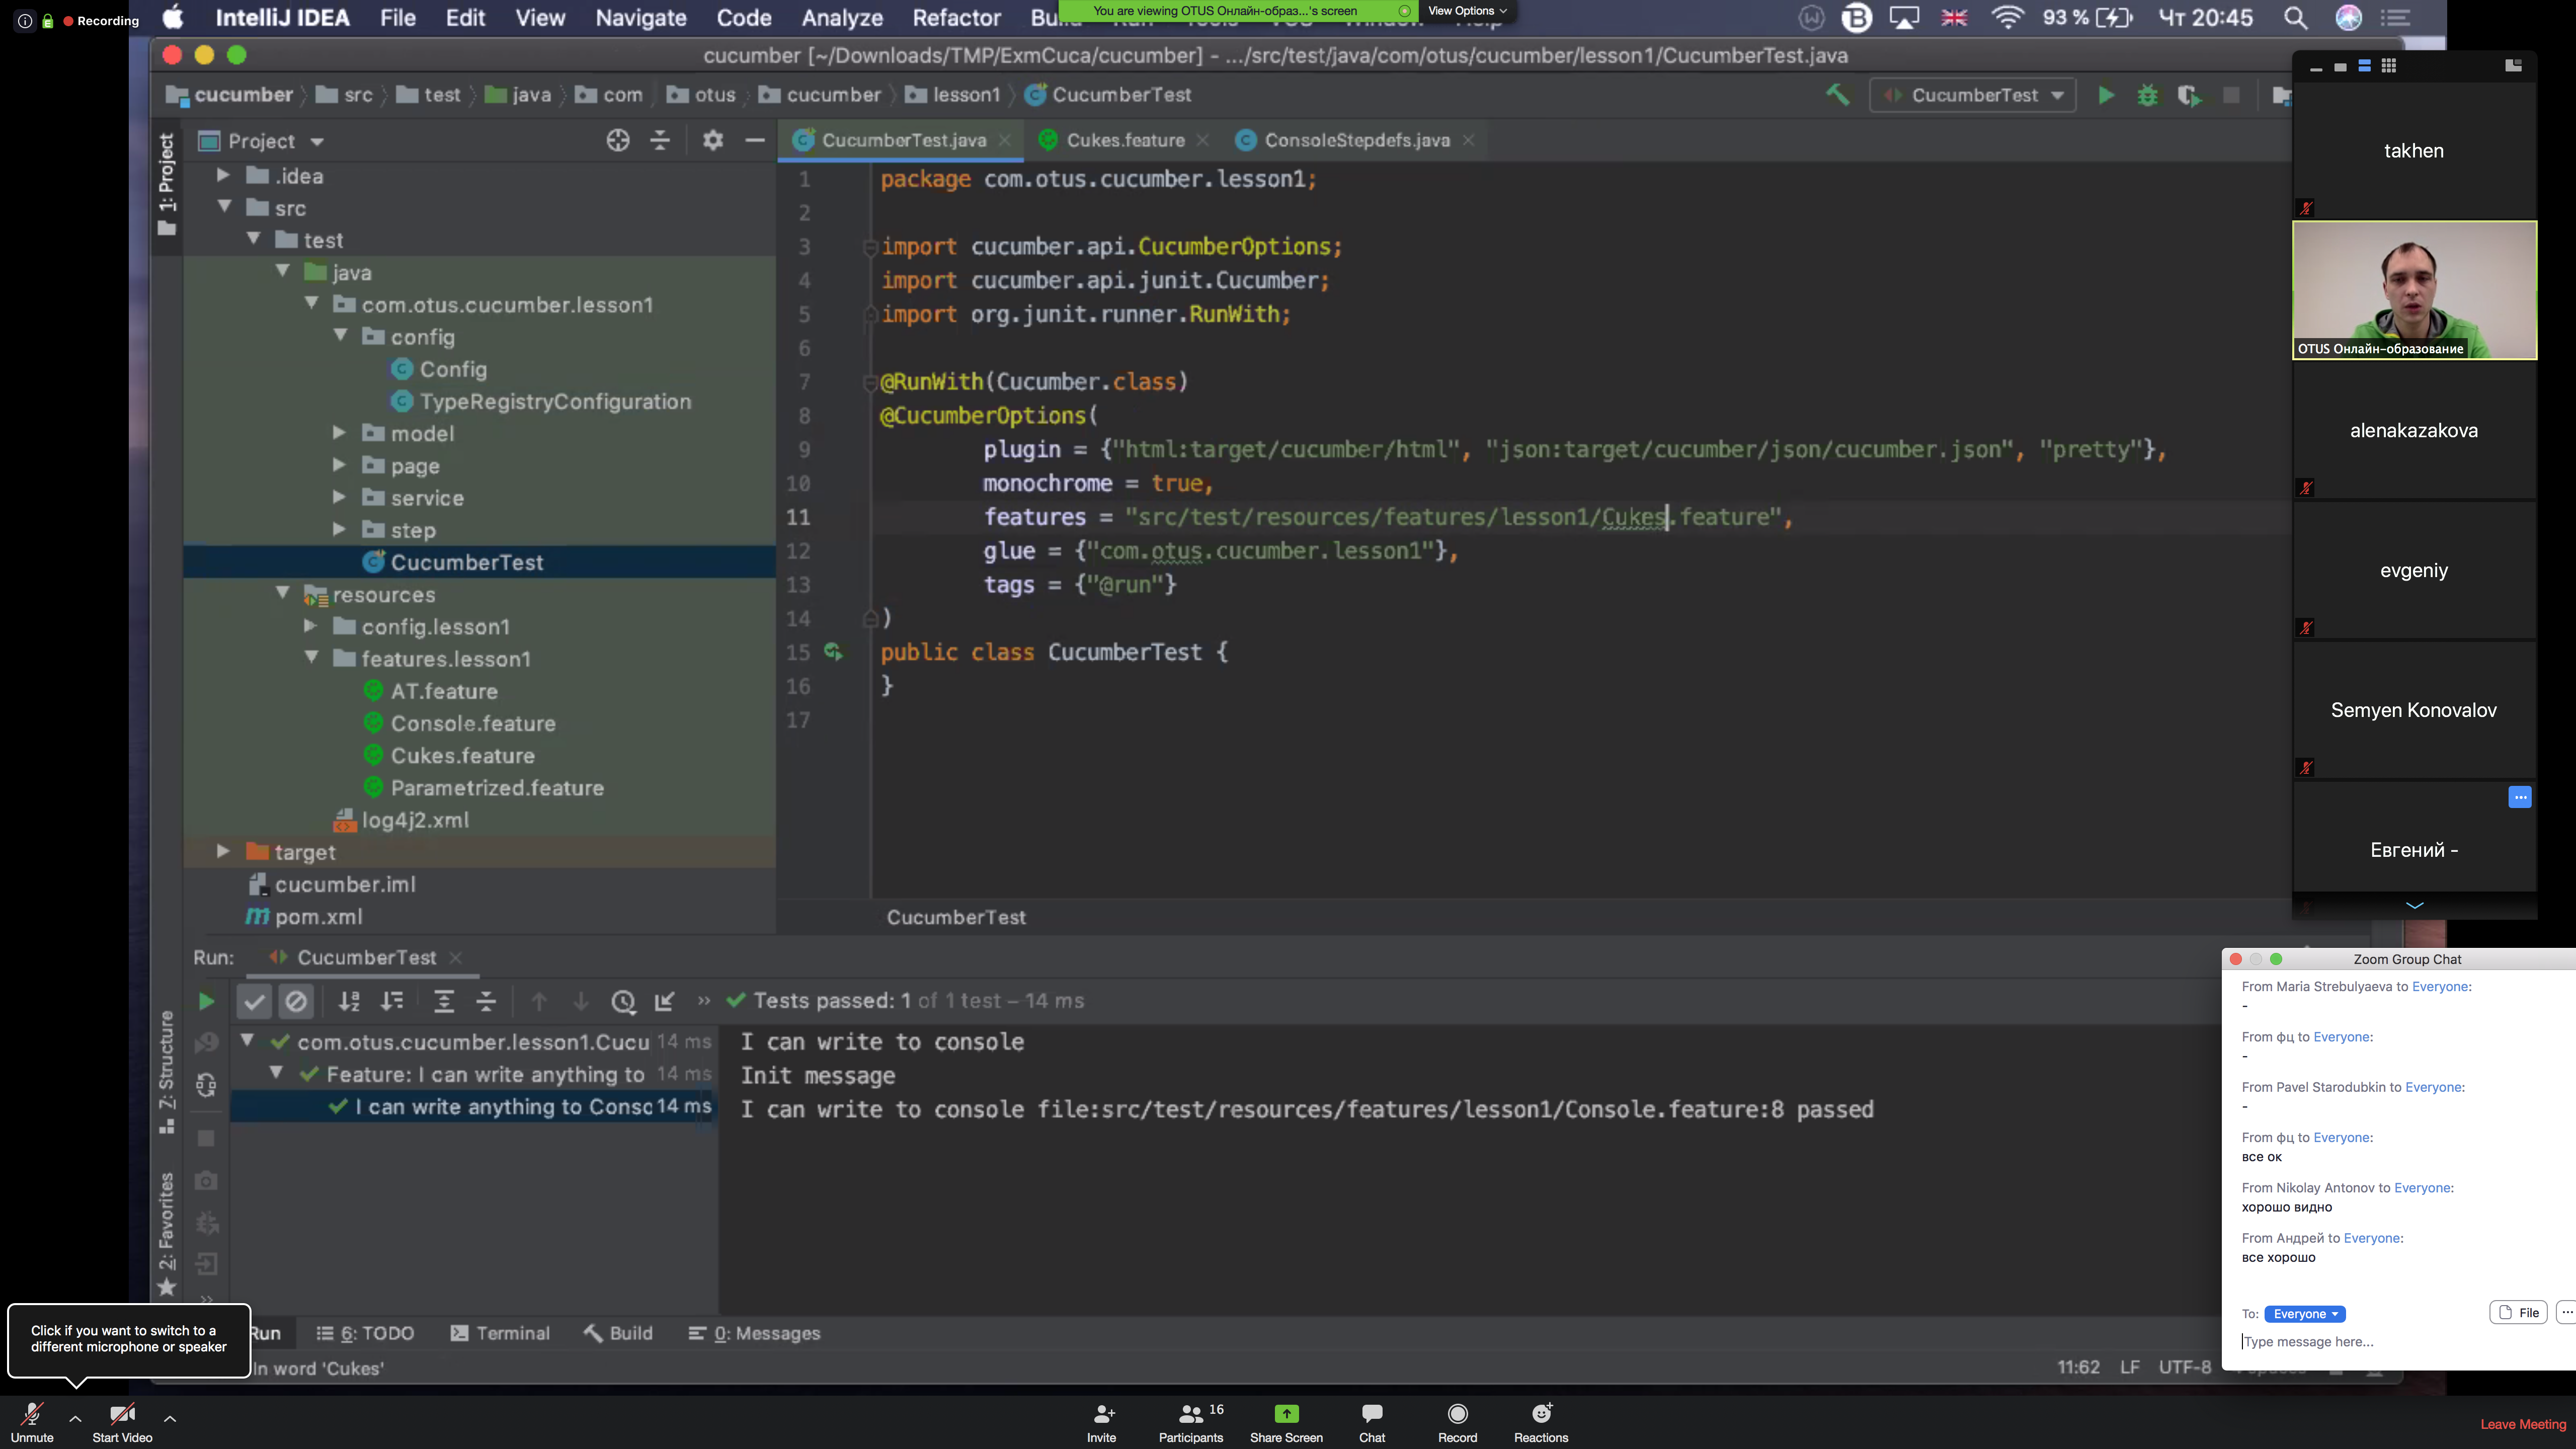 Recording
IntelliJ IDEA File Edit View Navigate Code Analyze Refactor
You are viewing OTUS Онлайн-образ...'s screen
View Options
93 % Чт 20:45
cucumber [~/Downloads/TMP/ExmCuca/cucumber] - .../src/test/java/com/otus/cucumber/lesson1/CucumberTest.java
cucumber src test java com otus cucumber lesson1 CucumberTest
CucumberTest
1: Project
Project
CucumberTest.java Cukes.feature ConsoleStepdefs.java
.idea
src
test
java
com.otus.cucumber.lesson1
config
Config
TypeRegistryConfiguration
model
page
service
step
CucumberTest
resources
config.lesson1
features.lesson1
AT.feature
Console.feature
Cukes.feature
Parametrized.feature
log4j2.xml
target
cucumber.iml
pom.xml
1 package com.otus.cucumber.lesson1;
2
3 import cucumber.api.CucumberOptions;
4 import cucumber.api.junit.Cucumber;
5 import org.junit.runner.RunWith;
6
7 @RunWith(Cucumber.class)
8 @CucumberOptions(
9 plugin = {"html:target/cucumber/html", "json:target/cucumber/json/cucumber.json", "pretty"},
10 monochrome = true,
11 features = "src/test/resources/features/lesson1/Cukes.feature",
12 glue = {"com.otus.cucumber.lesson1"},
13 tags = {"@run"}
14 )
15 public class CucumberTest {
16 }
17
CucumberTest
takhen
OTUS Онлайн-образование
alenakazakova
evgeniy
Semyen Konovalov
Евгений -
Run: CucumberTest
Tests passed: 1 of 1 test – 14 ms
com.otus.cucumber.lesson1.Cucu 14 ms
Feature: I can write anything to 14 ms
I can write anything to Consc 14 ms
I can write to console
Init message
I can write to console file:src/test/resources/features/lesson1/Console.feature:8 passed
Z: Structure
2: Favorites
Run 6: TODO Terminal Build 0: Messages
In word 'Cukes'
11:62 LF UTF-8
Click if you want to switch to a
different microphone or speaker
Zoom Group Chat
From Maria Strebulyaeva to Everyone:
-
From фц to Everyone:
-
From Pavel Starodubkin to Everyone:
-
From фц to Everyone:
все ок
From Nikolay Antonov to Everyone:
хорошо видно
From Андрей to Everyone:
все хорошо
To: Everyone
File
Type message here...
Unmute Start Video Invite Participants 16 Share Screen Chat Record Reactions Leave Meeting